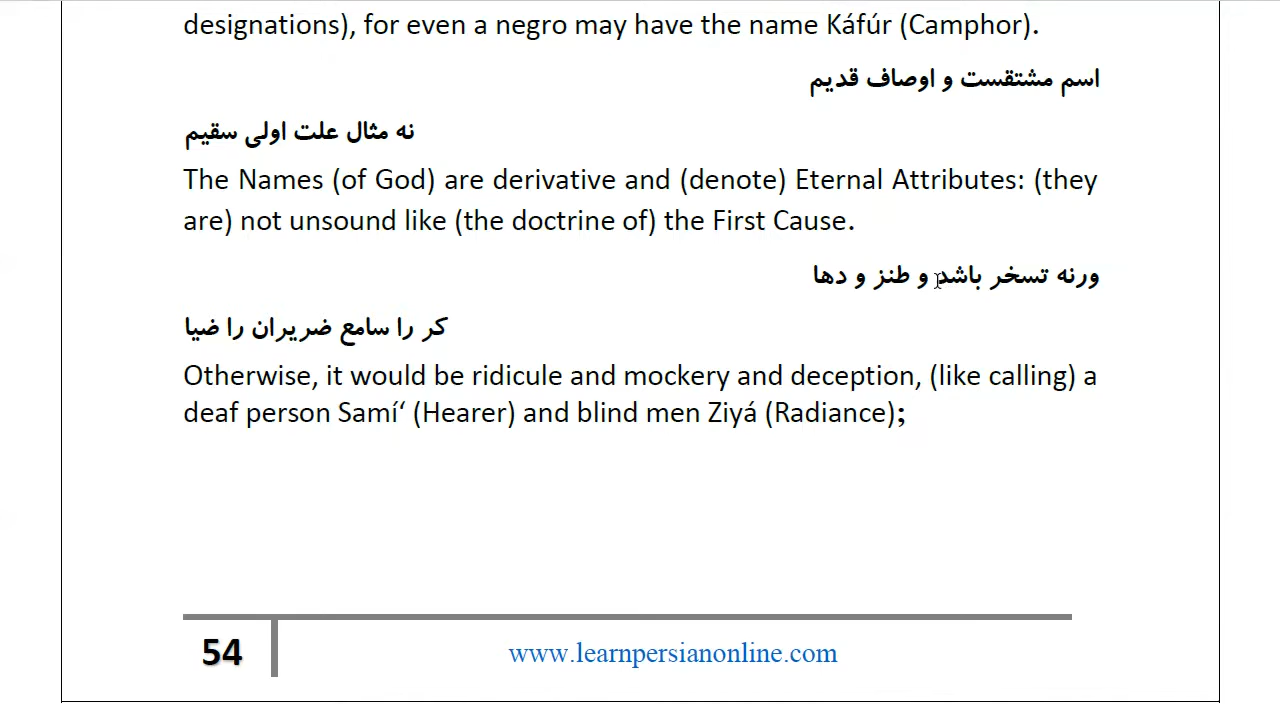 designations), for even a negro may have the name Káfúr (Camphor).
اسم مشتقست و اوصاف قدیم
نه مثال علت اولی سقیم
The Names (of God) are derivative and (denote) Eternal Attributes: (they
are) not unsound like (the doctrine of) the First Cause.
ورنه تسخر باشد و طنز و دها
کر را سامع ضریران را ضیا
Otherwise, it would be ridicule and mockery and deception, (like calling) a
deaf person Samí‘ (Hearer) and blind men Ziyá (Radiance);
54
www.learnpersianonline.com